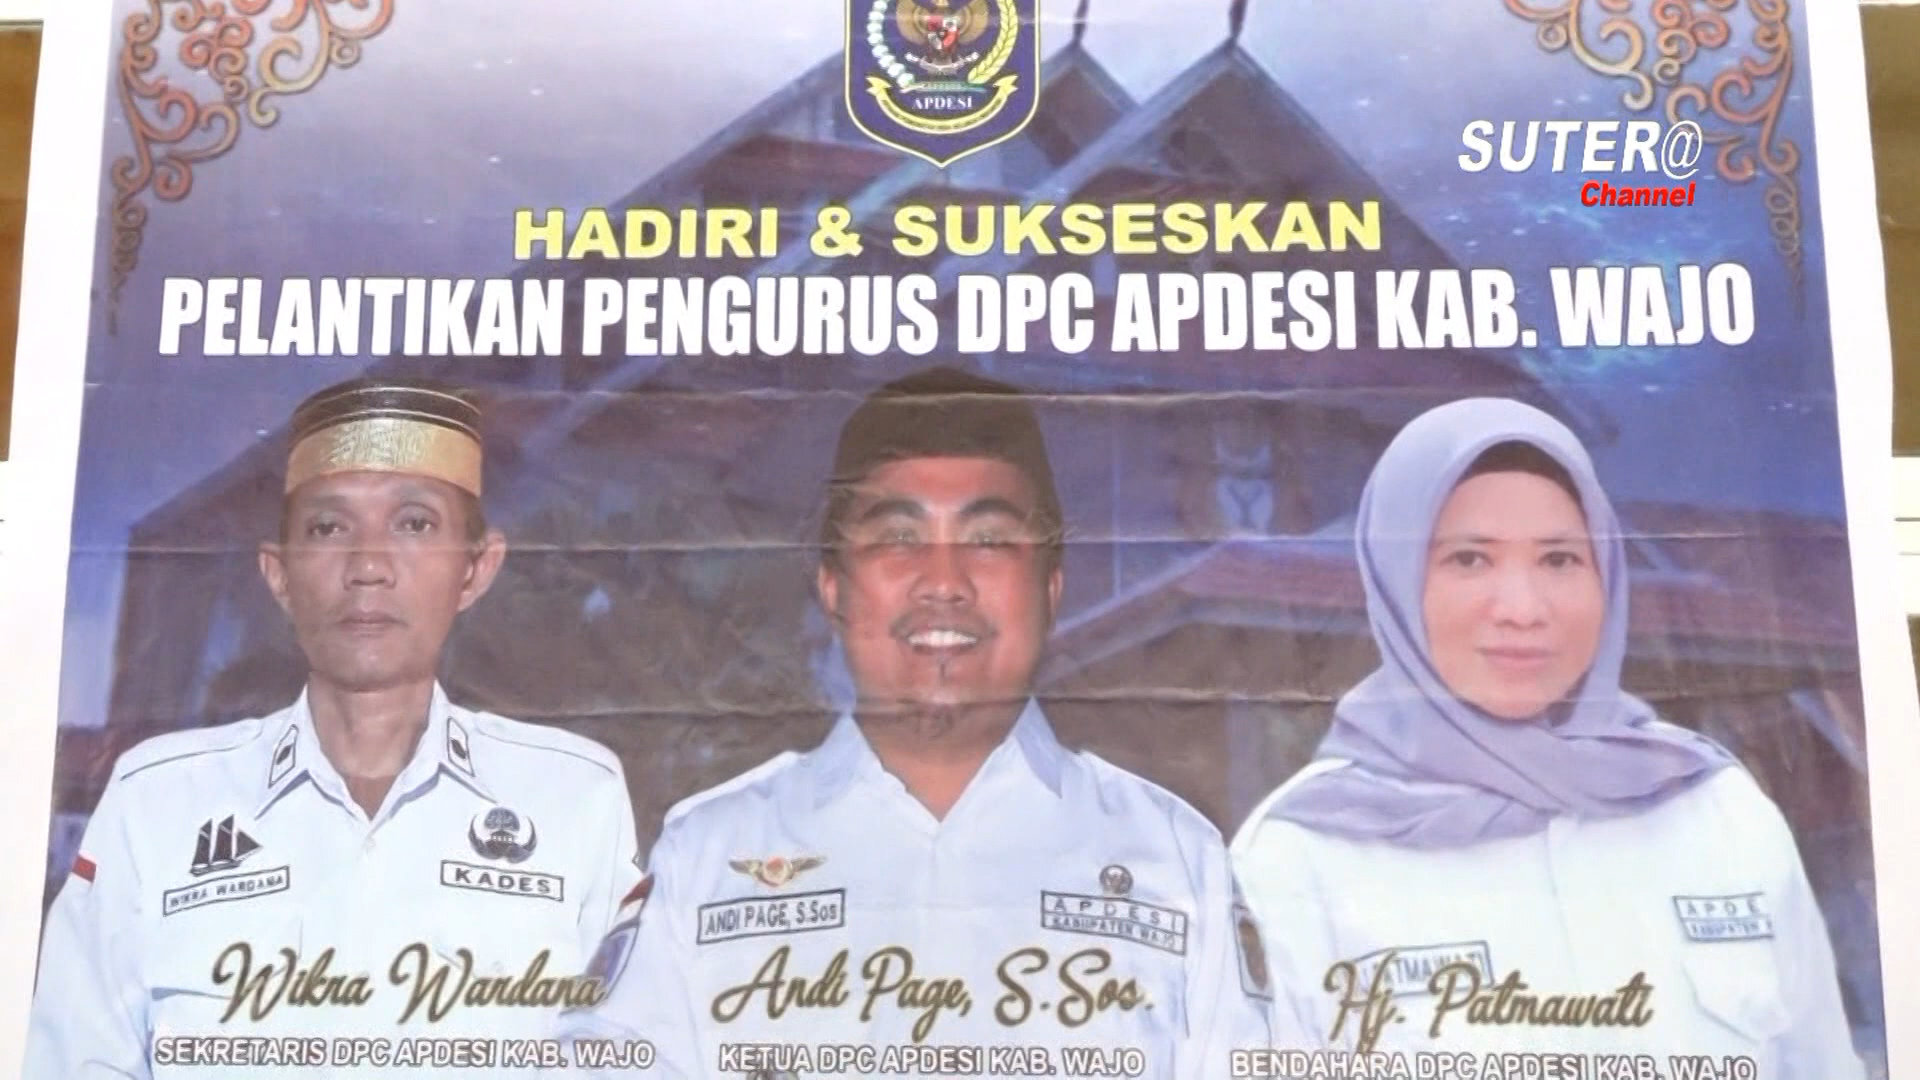 APDESI
SUTER@
Channel
HADIRI & SUKSESKAN
PELANTIKAN PENGURUS DPC APDESI KAB. WAJO
WIKRA WARDANA
KADES
ANDI PAGE, S.Sos
APDESI
KABUPATEN WAJO
APDE
KABUPATEN
Wikra Wardana
Andi Page, S.Sos.
Hj. Patmawati
SEKRETARIS DPC APDESI KAB. WAJO
KETUA DPC APDESI KAB. WAJO
BENDAHARA DPC APDESI KAB. WAJO